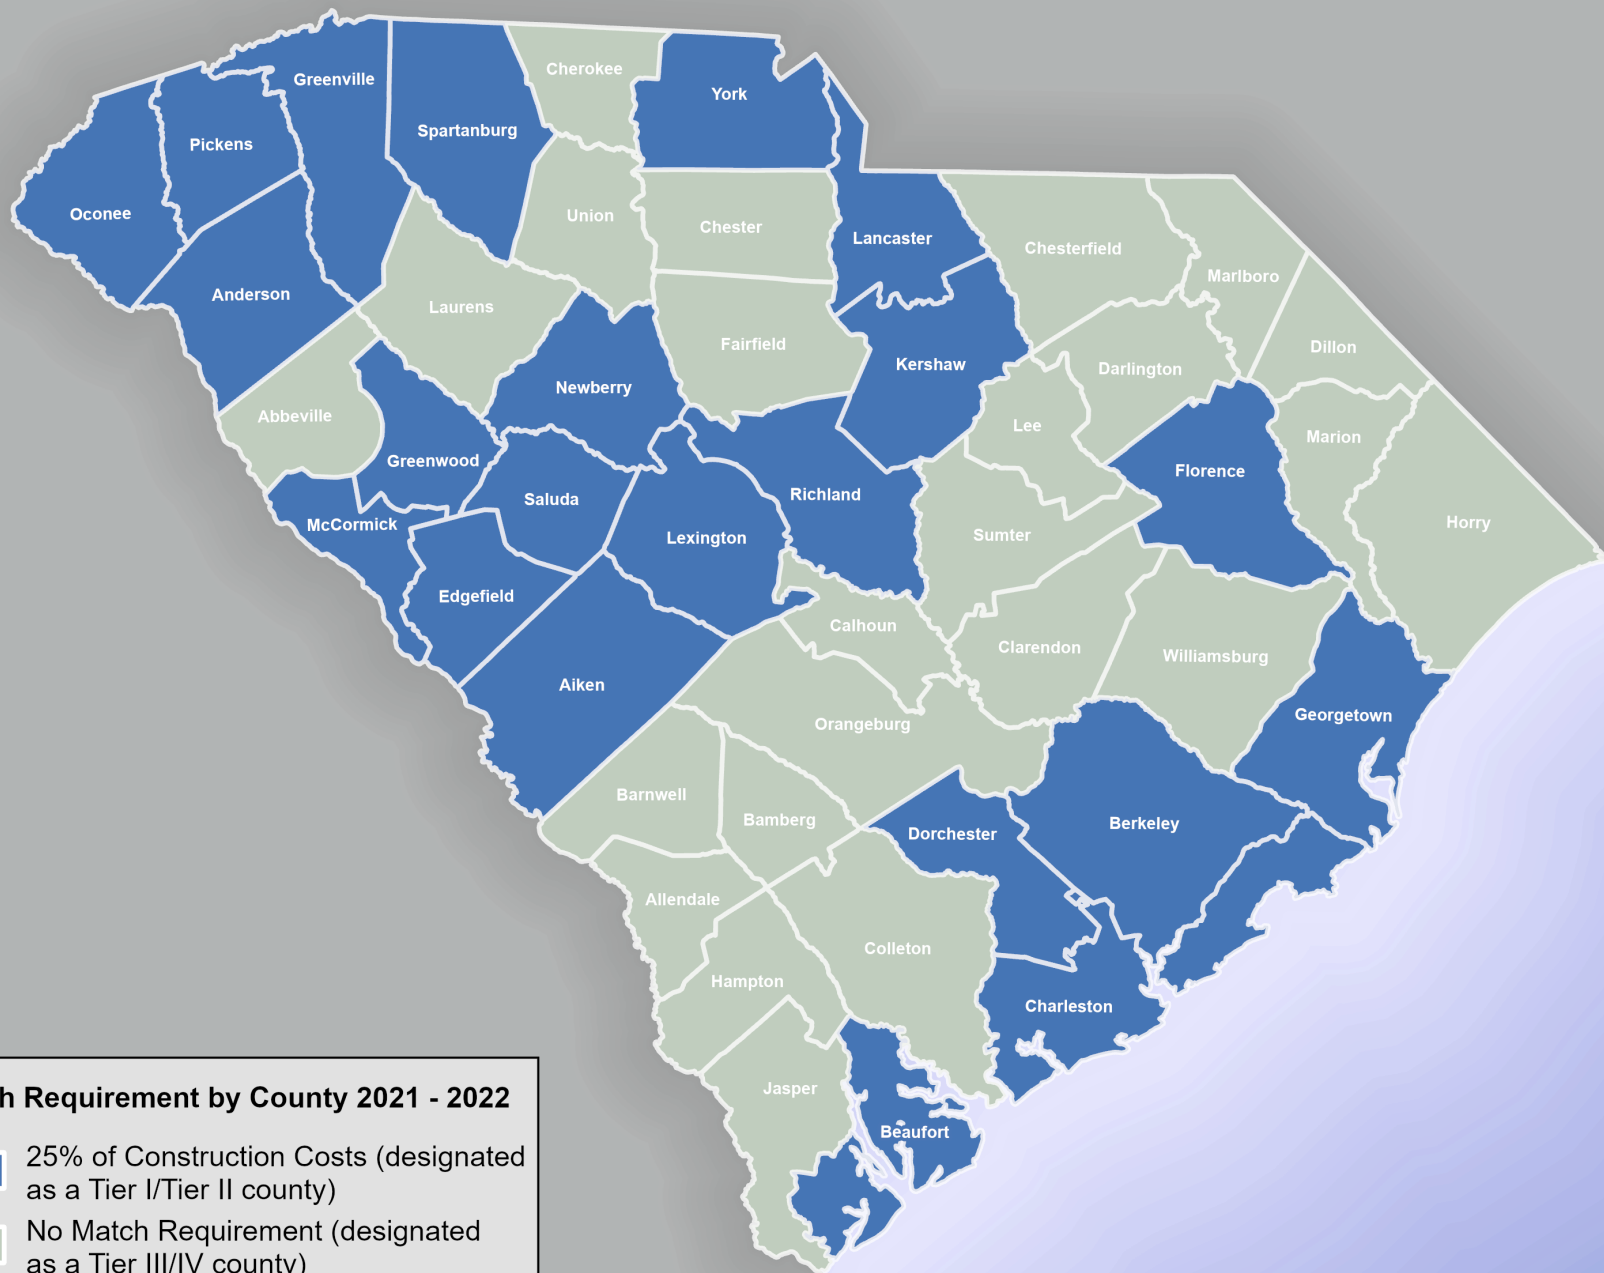 Cherokee
Greenville
York
Spartanburg
Pickens
Oconee
Union
Chester
Lancaster
Chesterfield
Marlboro
Anderson
Laurens
Fairfield
Dillon
Kershaw
Darlington
Newberry
Abbeville
Lee
Marion
Greenwood
Florence
Richland
Saluda
McCormick
Horry
Sumter
Lexington
Edgefield
Calhoun
Clarendon
Williamsburg
Aiken
Georgetown
Orangeburg
Barnwell
Bamberg
Berkeley
Dorchester
Allendale
Colleton
Hampton
Charleston
Jasper
Beaufort
h Requirement by County 2021 - 2022
25% of Construction Costs (designated
as a Tier I/Tier II county)
No Match Requirement (designated
as a Tier III/IV county)